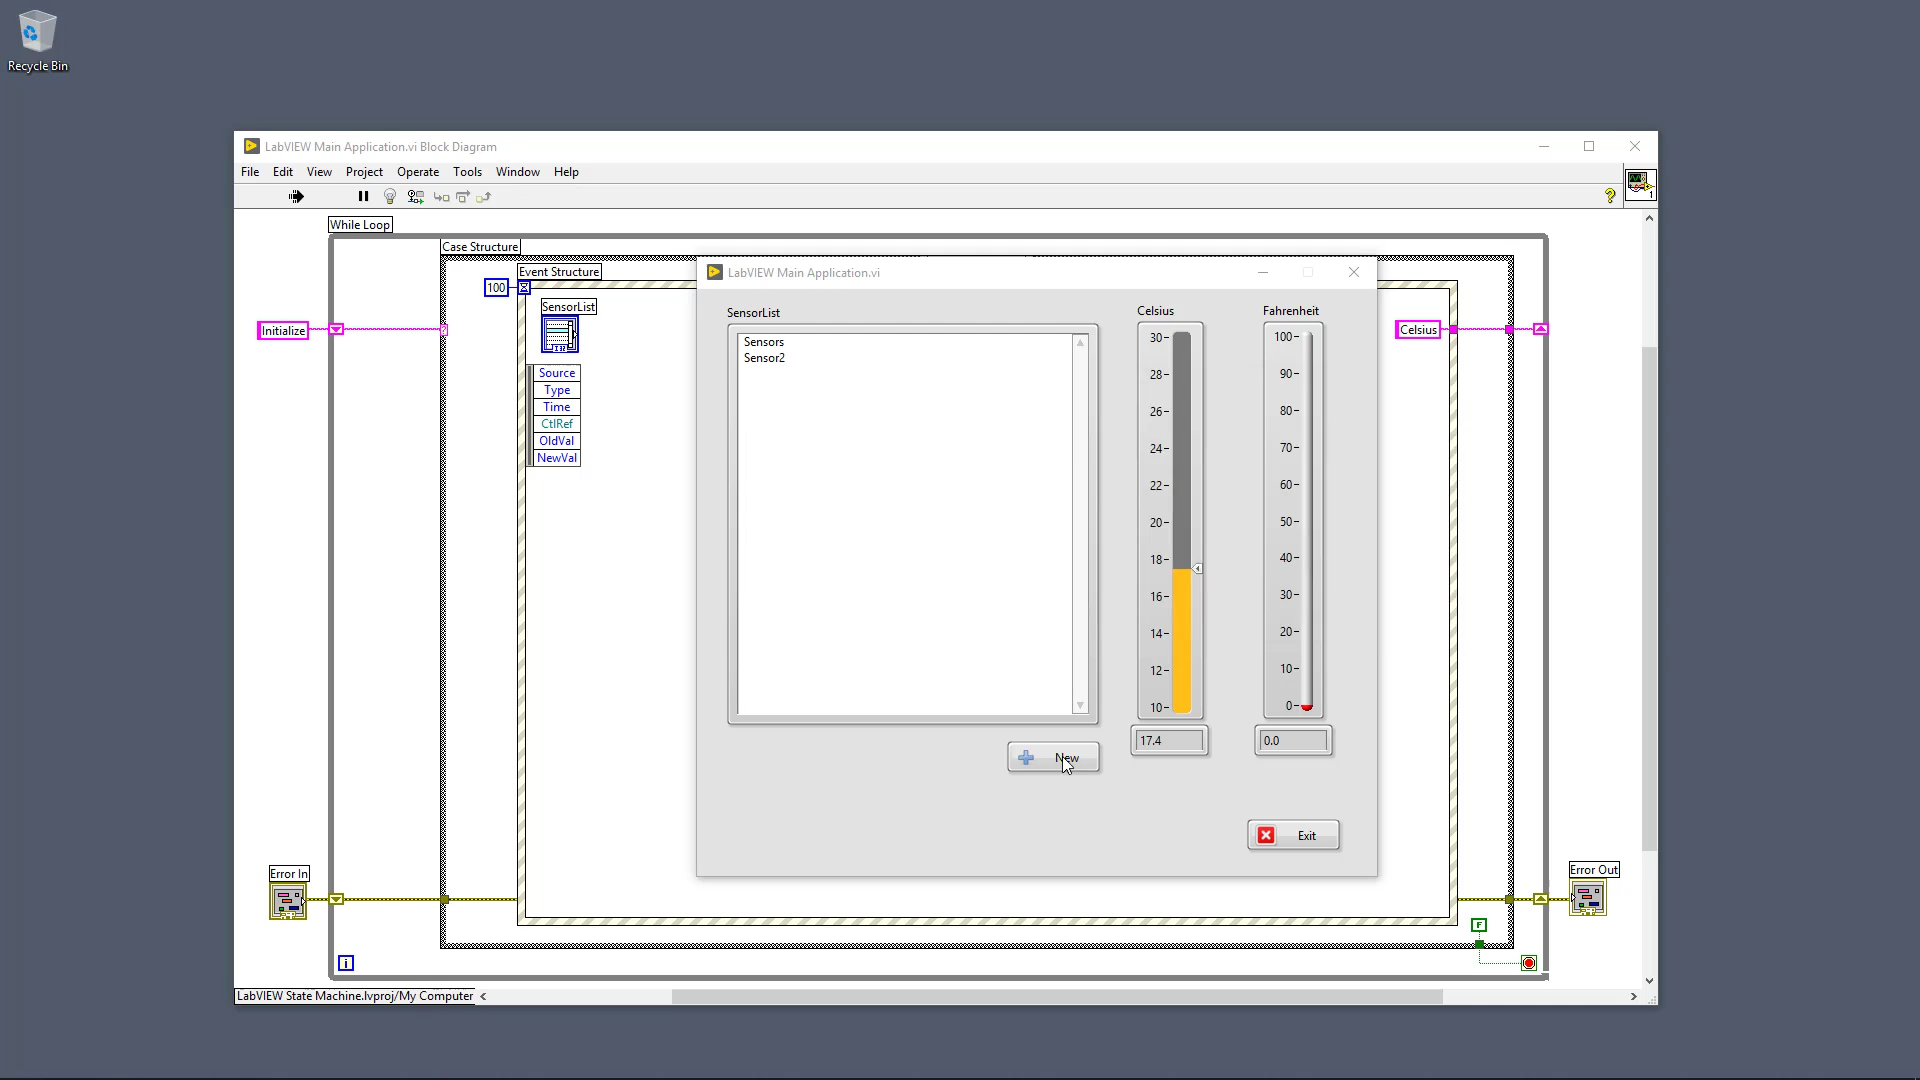 Recycle Bin
LabVIEW Main Application.vi Block Diagram
File Edit View Project Operate Tools Window Help
While Loop
Case Structure
Event Structure
100
SensorList
Initialize
Source
Type
Time
CtlRef
OldVal
NewVal
LabVIEW Main Application.vi
SensorList
Sensors
Sensor2
New
Celsius
30
28
26
24
22
20
18
16
14
12
10
17.4
Fahrenheit
100
90
80
70
60
50
40
30
20
10
0
0.0
Exit
Celsius
Error In
Error Out
F
i
LabVIEW State Machine.lvproj/My Computer